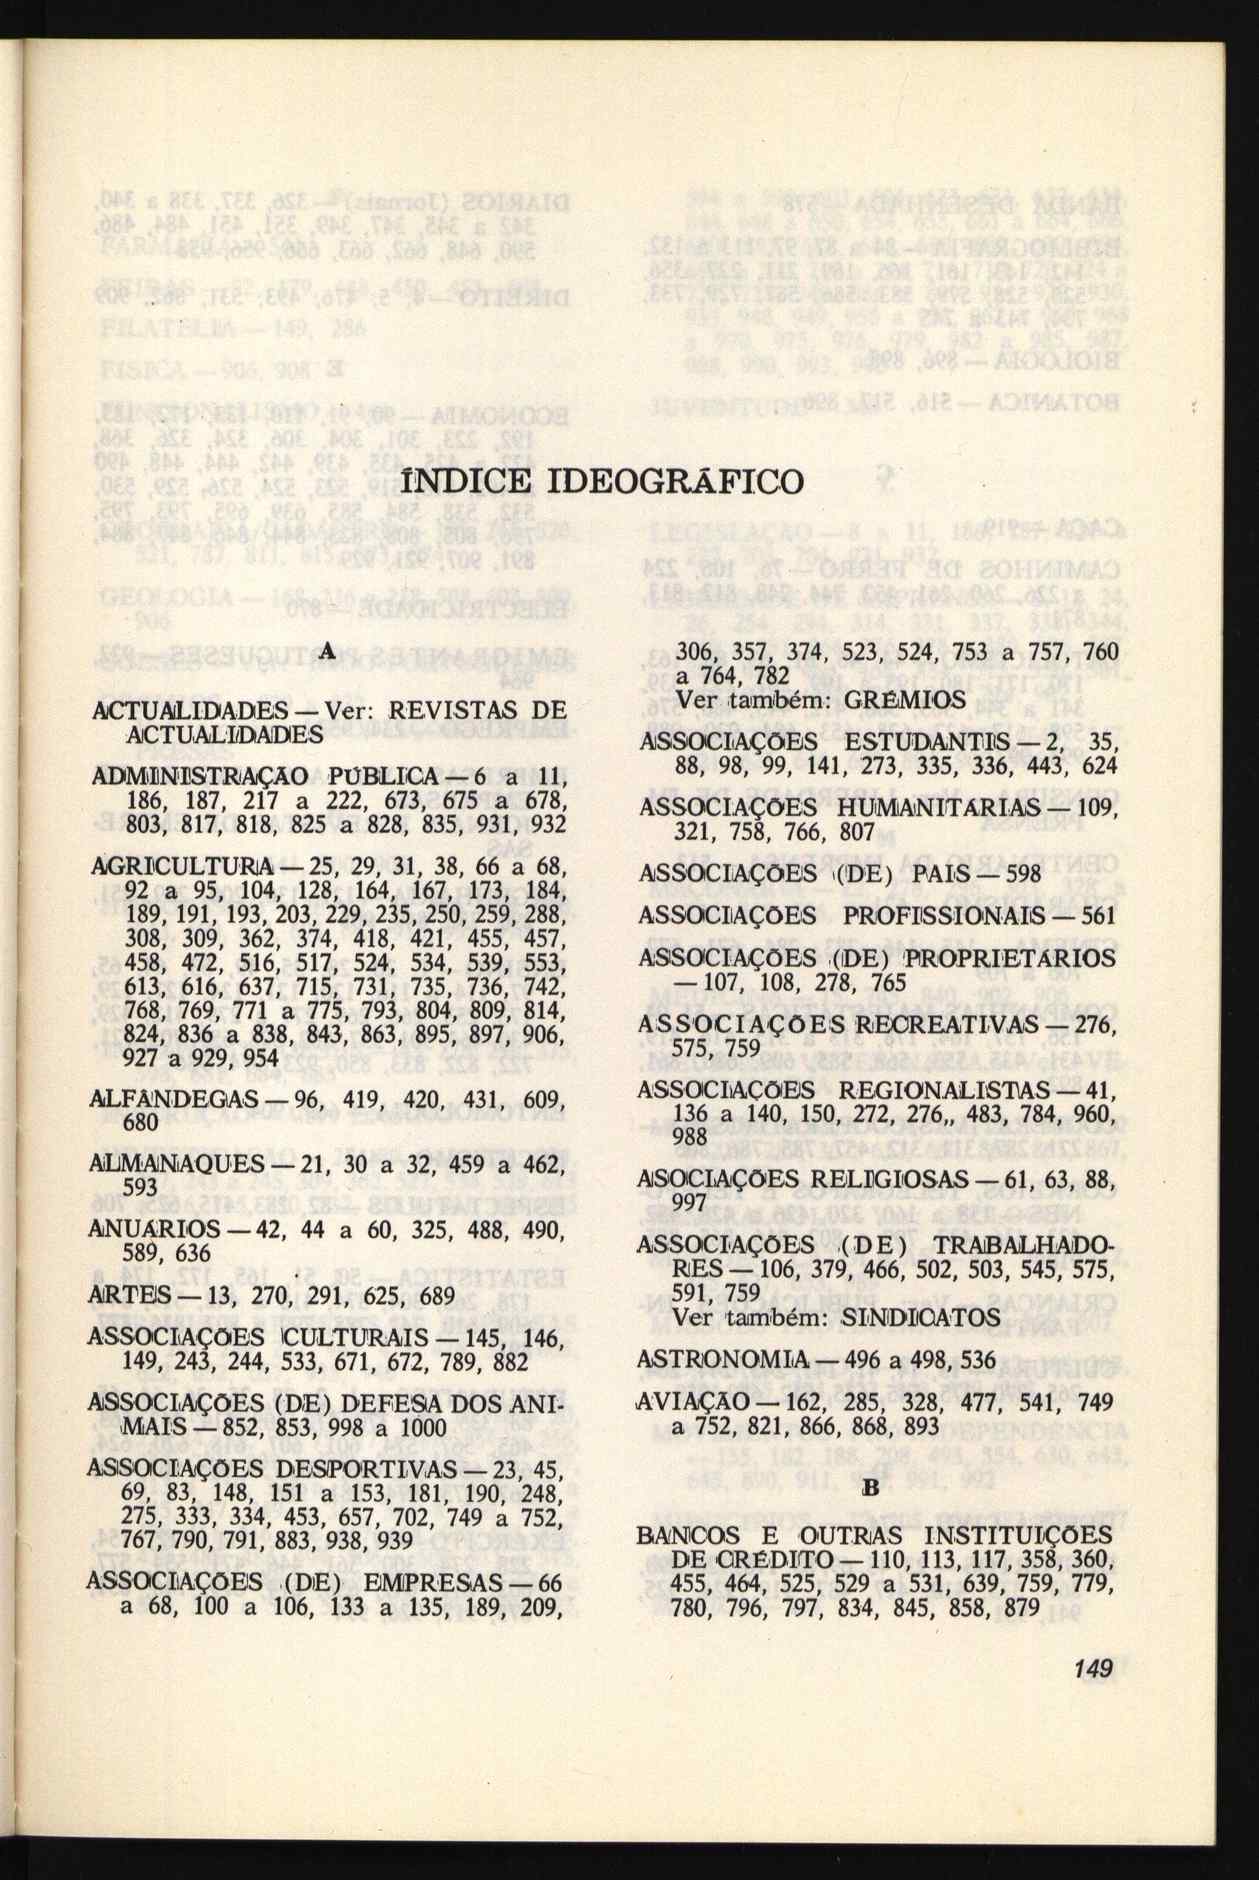 ÍNDICE IDEOGRÁFICO
A
ACTUALIDADES — Ver: REVISTAS DE
ACTUALIDADES
ADMINISTRAÇÃO PÚBLICA — 6 a 11,
186, 187, 217 a 222, 673, 675 a 678,
803, 817, 818, 825 a 828, 835, 931, 932
AGRICULTURA — 25, 29, 31, 38, 66 a 68,
92 a 95, 104, 128, 164, 167, 173, 184,
189, 191, 193, 203, 229, 235, 250, 259, 288,
308, 309, 362, 374, 418, 421, 455, 457,
458, 472, 516, 517, 524, 534, 539, 553,
613, 616, 637, 715, 731, 735, 736, 742,
768, 769, 771 a 775, 793, 804, 809, 814,
824, 836 a 838, 843, 863, 895, 897, 906,
927 a 929, 954
ALFÂNDEGAS — 96, 419, 420, 431, 609,
680
ALMANAQUES — 21, 30 a 32, 459 a 462,
593
ANUÁRIOS — 42, 44 a 60, 325, 488, 490,
589, 636
ARTES — 13, 270, 291, 625, 689
ASSOCIAÇÕES CULTURAIS — 145, 146,
149, 243, 244, 533, 671, 672, 789, 882
ASSOCIAÇÕES (DE) DEFESA DOS ANI-
MAIS — 852, 853, 998 a 1000
ASSOCIAÇÕES DESPORTIVAS — 23, 45,
69, 83, 148, 151 a 153, 181, 190, 248,
275, 333, 334, 453, 657, 702, 749 a 752,
767, 790, 791, 883, 938, 939
ASSOCIAÇÕES (DE) EMPRESAS — 66
a 68, 100 a 106, 133 a 135, 189, 209,
306, 357, 374, 523, 524, 753 a 757, 760
a 764, 782
Ver também: GRÉMIOS
ASSOCIAÇÕES ESTUDANTIS — 2, 35,
88, 98, 99, 141, 273, 335, 336, 443, 624
ASSOCIAÇÕES HUMANITÁRIAS — 109,
321, 758, 766, 807
ASSOCIAÇÕES (DE) PAIS — 598
ASSOCIAÇÕES PROFISSIONAIS — 561
ASSOCIAÇÕES (DE) PROPRIETÁRIOS
— 107, 108, 278, 765
ASSOCIAÇÕES RECREATIVAS — 276,
575, 759
ASSOCIAÇÕES REGIONALISTAS — 41,
136 a 140, 150, 272, 276,, 483, 784, 960,
988
ASOCIAÇÕES RELIGIOSAS — 61, 63, 88,
997
ASSOCIAÇÕES (DE) TRABALHADO-
RES — 106, 379, 466, 502, 503, 545, 575,
591, 759
Ver também: SINDICATOS
ASTRONOMIA — 496 a 498, 536
AVIAÇÃO — 162, 285, 328, 477, 541, 749
a 752, 821, 866, 868, 893
B
BANCOS E OUTRAS INSTITUIÇÕES
DE CRÉDITO — 110, 113, 117, 358, 360,
455, 464, 525, 529 a 531, 639, 759, 779,
780, 796, 797, 834, 845, 858, 879
149